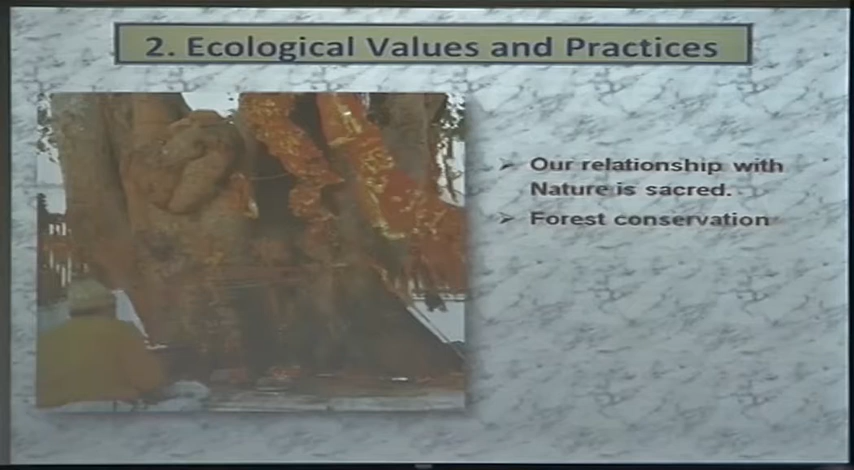 2. Ecological Values and Practices
➢ Our relationship with
Nature is sacred.
➢ Forest conservation